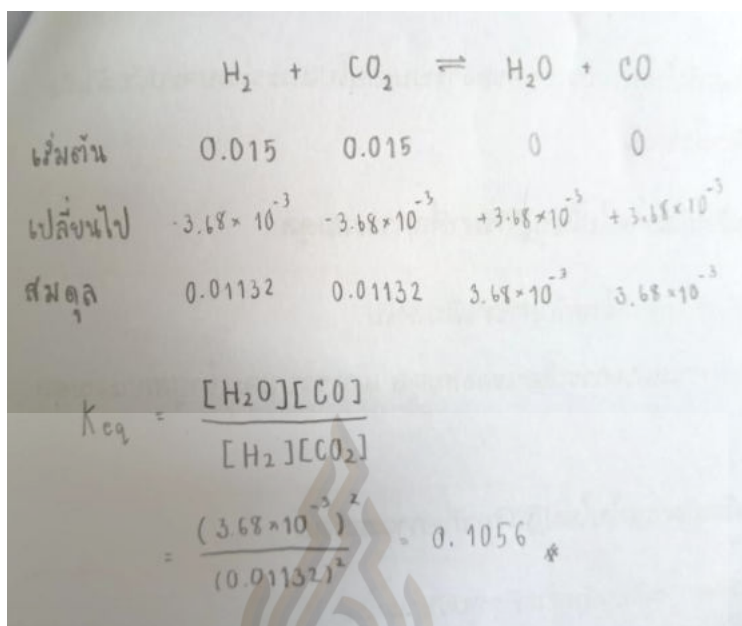 H₂ + CO₂ ⇌ H₂O + CO
เริ่มต้น 0.015 0.015 0 0
เปลี่ยนไป -3.68 × 10⁻³ -3.68 × 10⁻³ +3.68 × 10⁻³ +3.68 × 10⁻³
สมดุล 0.01132 0.01132 3.68 × 10⁻³ 3.68 × 10⁻³
Keq = [H₂O][CO] / [H₂][CO₂]
= (3.68 × 10⁻³)² / (0.01132)² = 0.1056 *